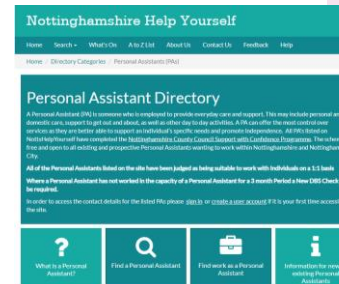 Nottinghamshire Help Yourself
Home Search What's On A to Z List About Us Contact Us Feedback Help
Home / Directory Categories / Personal Assistants (PAs)
Personal Assistant Directory
A Personal Assistant (PA) is someone who is employed to provide everyday care and support. This may include personal an
domestic care, support to get out and about, as well as other day to day activities. A PA can offer the most control over
services as they are better able to support an individual's specific needs and promote independence. All PA's listed on
NottsHelpYourself have completed the Nottinghamshire County Council Support with Confidence Programme. The schem
free and open to all existing and prospective Personal Assistants wanting to work within Nottinghamshire and Nottingham
City.
All of the Personal Assistants listed on the site have been judged as being suitable to work with individuals on a 1:1 basis
Where a Personal Assistant has not worked in the capacity of a Personal Assistant for a 3 month Period a New DBS Check
be required.
In order to access the contact details for the listed PAs please sign in or create a user account if it is your first time accessi
the site.
What is a Personal Assistant?
Find a Personal Assistant
Find work as a Personal Assistant
Information for new existing Personal Assistants